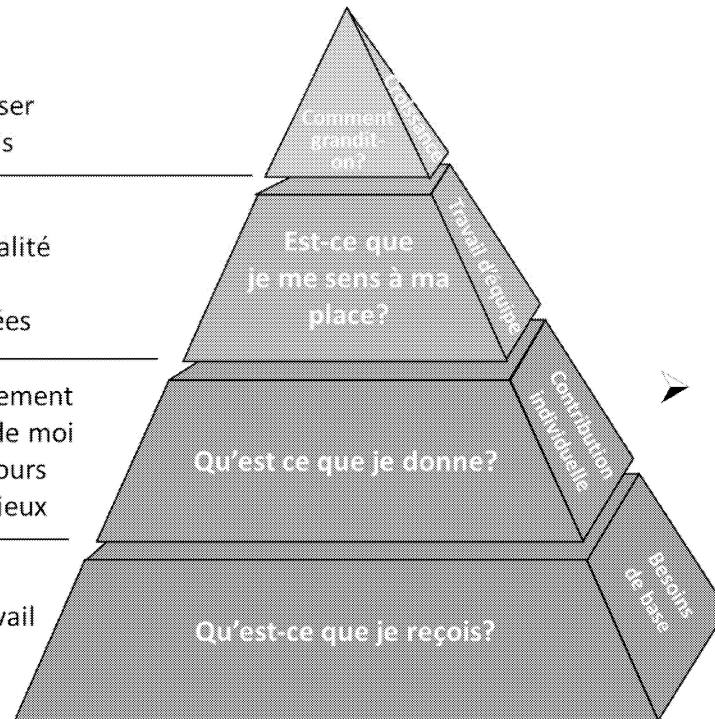 ser
s
alité
ées
ement
de moi
ours
ieux
vail
Comment
grandit-
on?
Croissance
Est-ce que
je me sens à ma
place?
Travail d'équipe
Qu'est ce que je donne?
Contribution
individuelle
Qu'est-ce que je reçois?
Besoins
de base